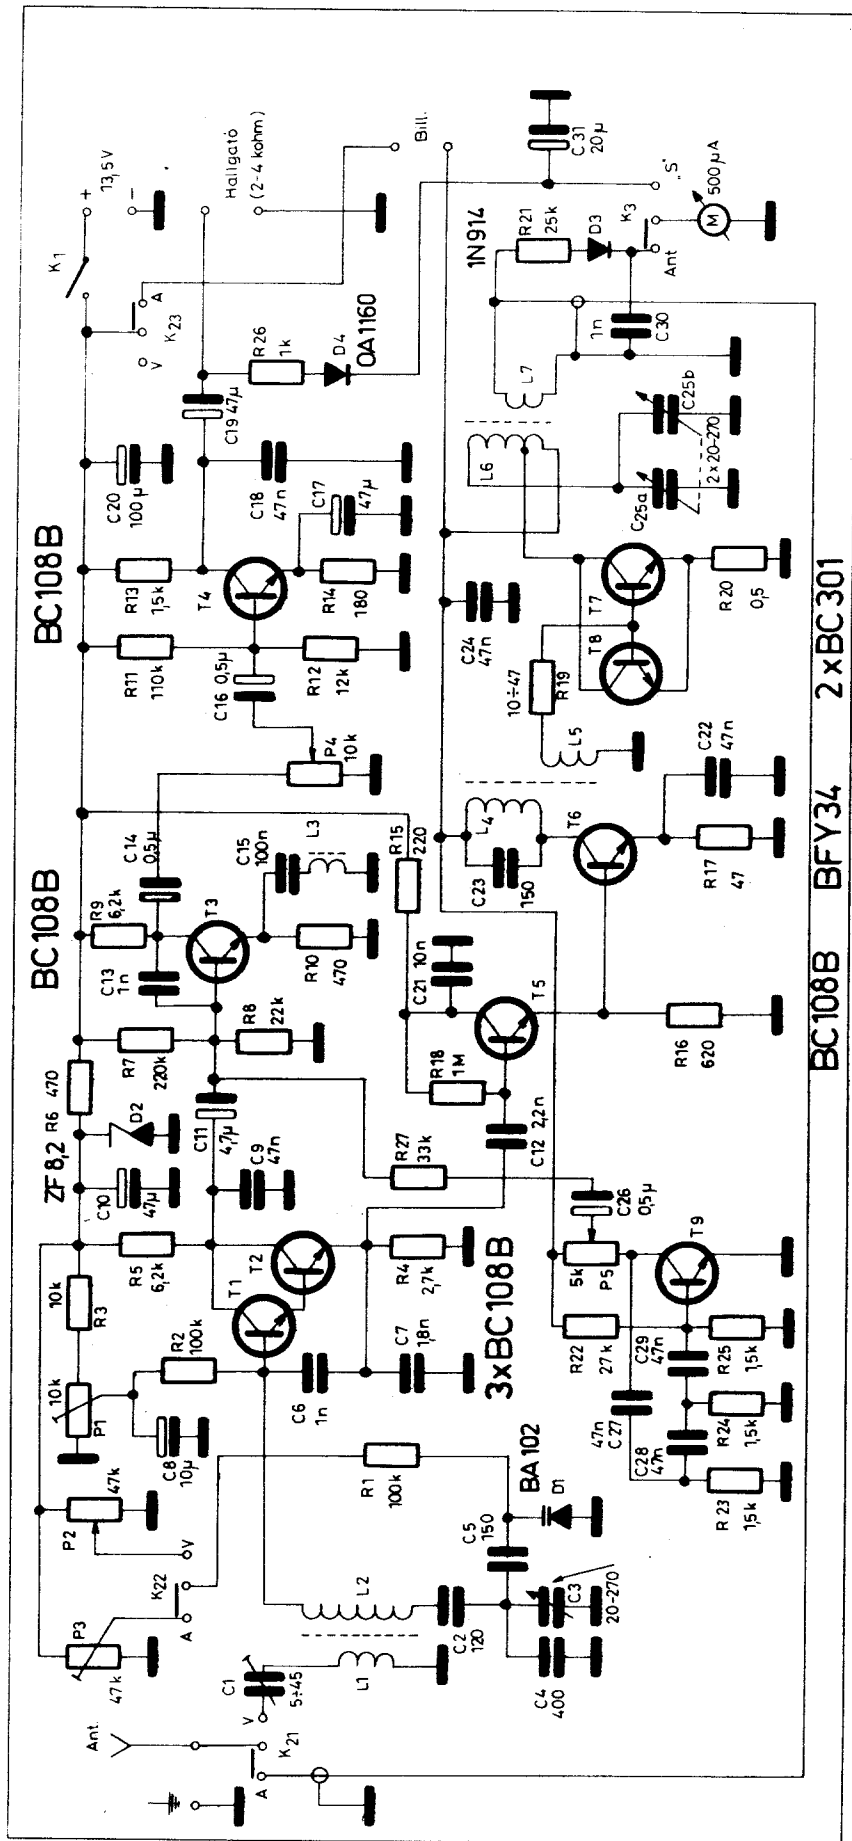 Ant.
A
K21
V
C1
5÷45
L1
L2
P3
47k
A
K22
V
P2
47k
P1
10k
R3
10k
C8
10µ
R2
100k
R1
100k
C2
120
C4
400
C3
20-270
C5
150
BA102
D1
C6
1n
C7
1,8n
T1
T2
3xBC108B
R4
2,7k
R5
6,2k
C10
47µ
ZF8,2
D2
R6 470
C9
47n
C11
4,7µ
R7
220k
R8
22k
C13
1n
R9
6,2k
BC108B
T3
R10
470
C15
100n
L3
C14
0,5µ
P4
10k
C16 0,5µ
R11
110k
R12
12k
R13
1,5k
BC108B
T4
R14
180
C17
47µ
C18
47n
C20
100µ
C19 47µ
R26
1k
D4
OA1160
V
K23
A
K1
+
13,5V
−
Hallgató
(2-4 kohm)
Bill.
R27
33k
C12 2,2n
R18
1M
C21 10n
R15
220
T5
R16
620
C26
0,5µ
5k P5
T9
R22
27k
C29
47n
47n
C27
C28
47n
R25
1,5k
R24
1,5k
R23
1,5k
C23
150
L4
T6
R17
47
C22
47n
L5
10÷47
R19
C24
47n
T8
T7
R20
0,5
L6
L7
C25a
C25b
2x20-270
1n
C30
1N914
R21
25k
D3
Ant
K3
„S"
C31
20µ
M
500µA
BC108B
BFY34
2xBC301